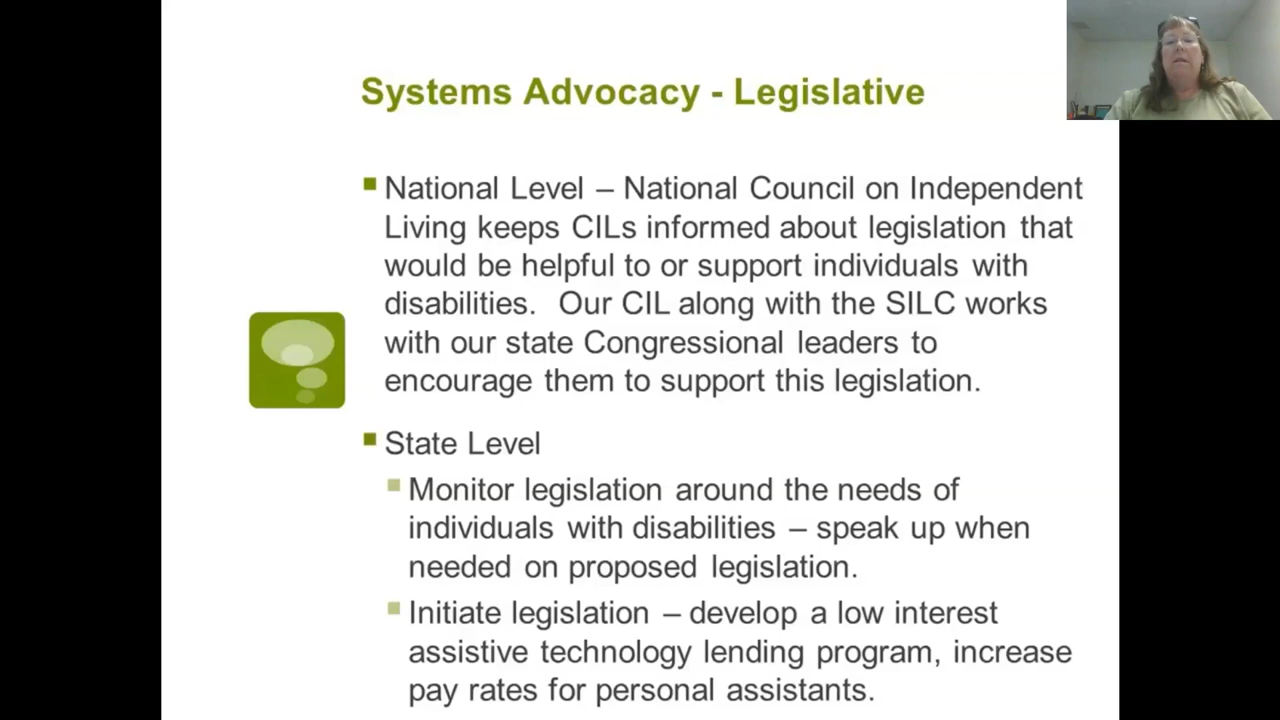 Systems Advocacy - Legislative
National Level – National Council on Independent
Living keeps CILs informed about legislation that
would be helpful to or support individuals with
disabilities.  Our CIL along with the SILC works
with our state Congressional leaders to
encourage them to support this legislation.
State Level
Monitor legislation around the needs of
individuals with disabilities – speak up when
needed on proposed legislation.
Initiate legislation – develop a low interest
assistive technology lending program, increase
pay rates for personal assistants.